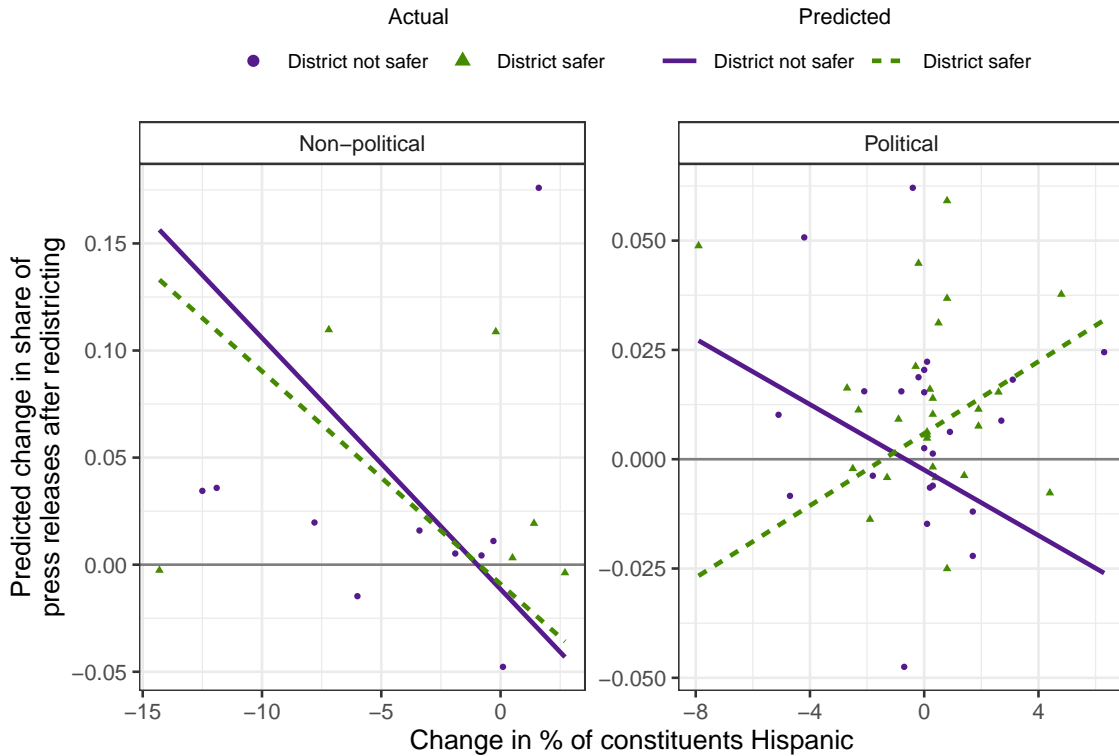 Actual Predicted
District not safer District safer District not safer District safer
Non−political Political
0.15
0.10
0.05
0.00
−0.05
0.050
0.025
0.000
−0.025
−0.050
−15 −10 −5 0
−8 −4 0 4
Predicted change in share of
press releases after redistricting
Change in % of constituents Hispanic